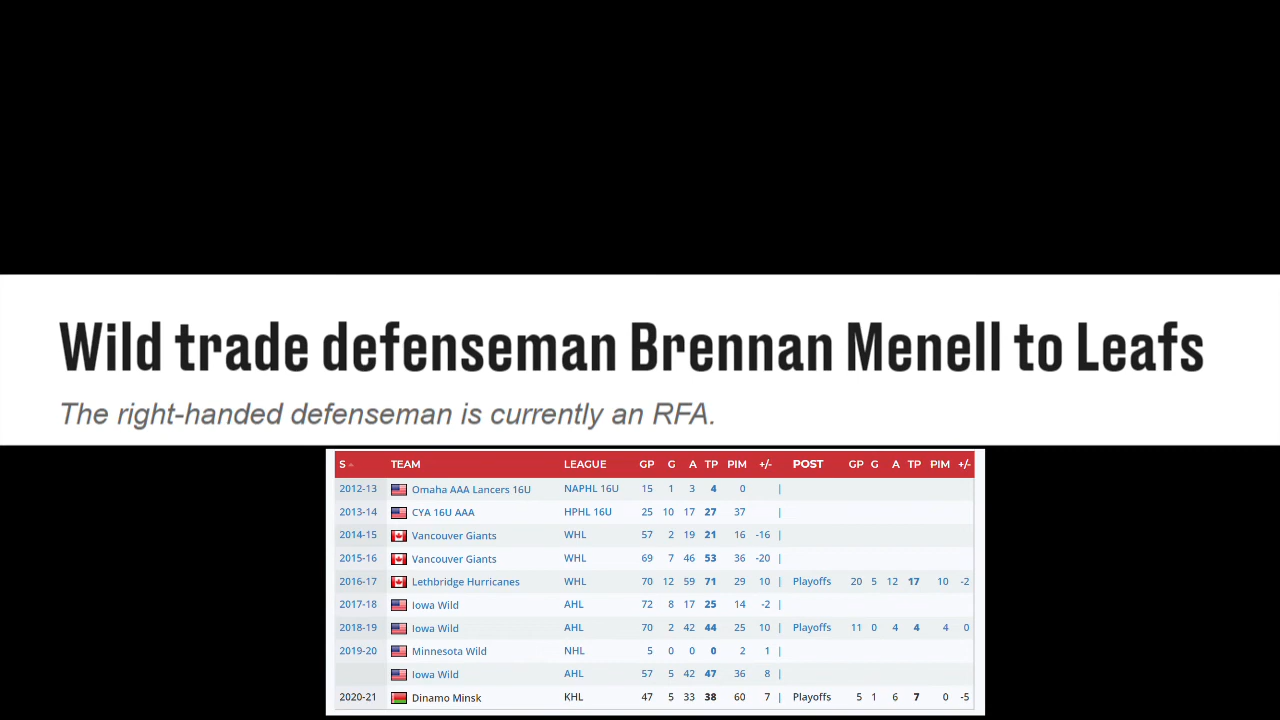 Wild trade defenseman Brennan Menell to Leafs
The right-handed defenseman is currently an RFA.
S TEAM LEAGUE GP G A TP PIM +/- POST GP G A TP PIM +/-
2012-13 Omaha AAA Lancers 16U NAPHL 16U 15 1 3 4 0 |
2013-14 CYA 16U AAA HPHL 16U 25 10 17 27 37 |
2014-15 Vancouver Giants WHL 57 2 19 21 16 -16 |
2015-16 Vancouver Giants WHL 69 7 46 53 36 -20 |
2016-17 Lethbridge Hurricanes WHL 70 12 59 71 29 10 | Playoffs 20 5 12 17 10 -2
2017-18 Iowa Wild AHL 72 8 17 25 14 -2 |
2018-19 Iowa Wild AHL 70 2 42 44 25 10 | Playoffs 11 0 4 4 4 0
2019-20 Minnesota Wild NHL 5 0 0 0 2 1 |
Iowa Wild AHL 57 5 42 47 36 8 |
2020-21 Dinamo Minsk KHL 47 5 33 38 60 7 | Playoffs 5 1 6 7 0 -5